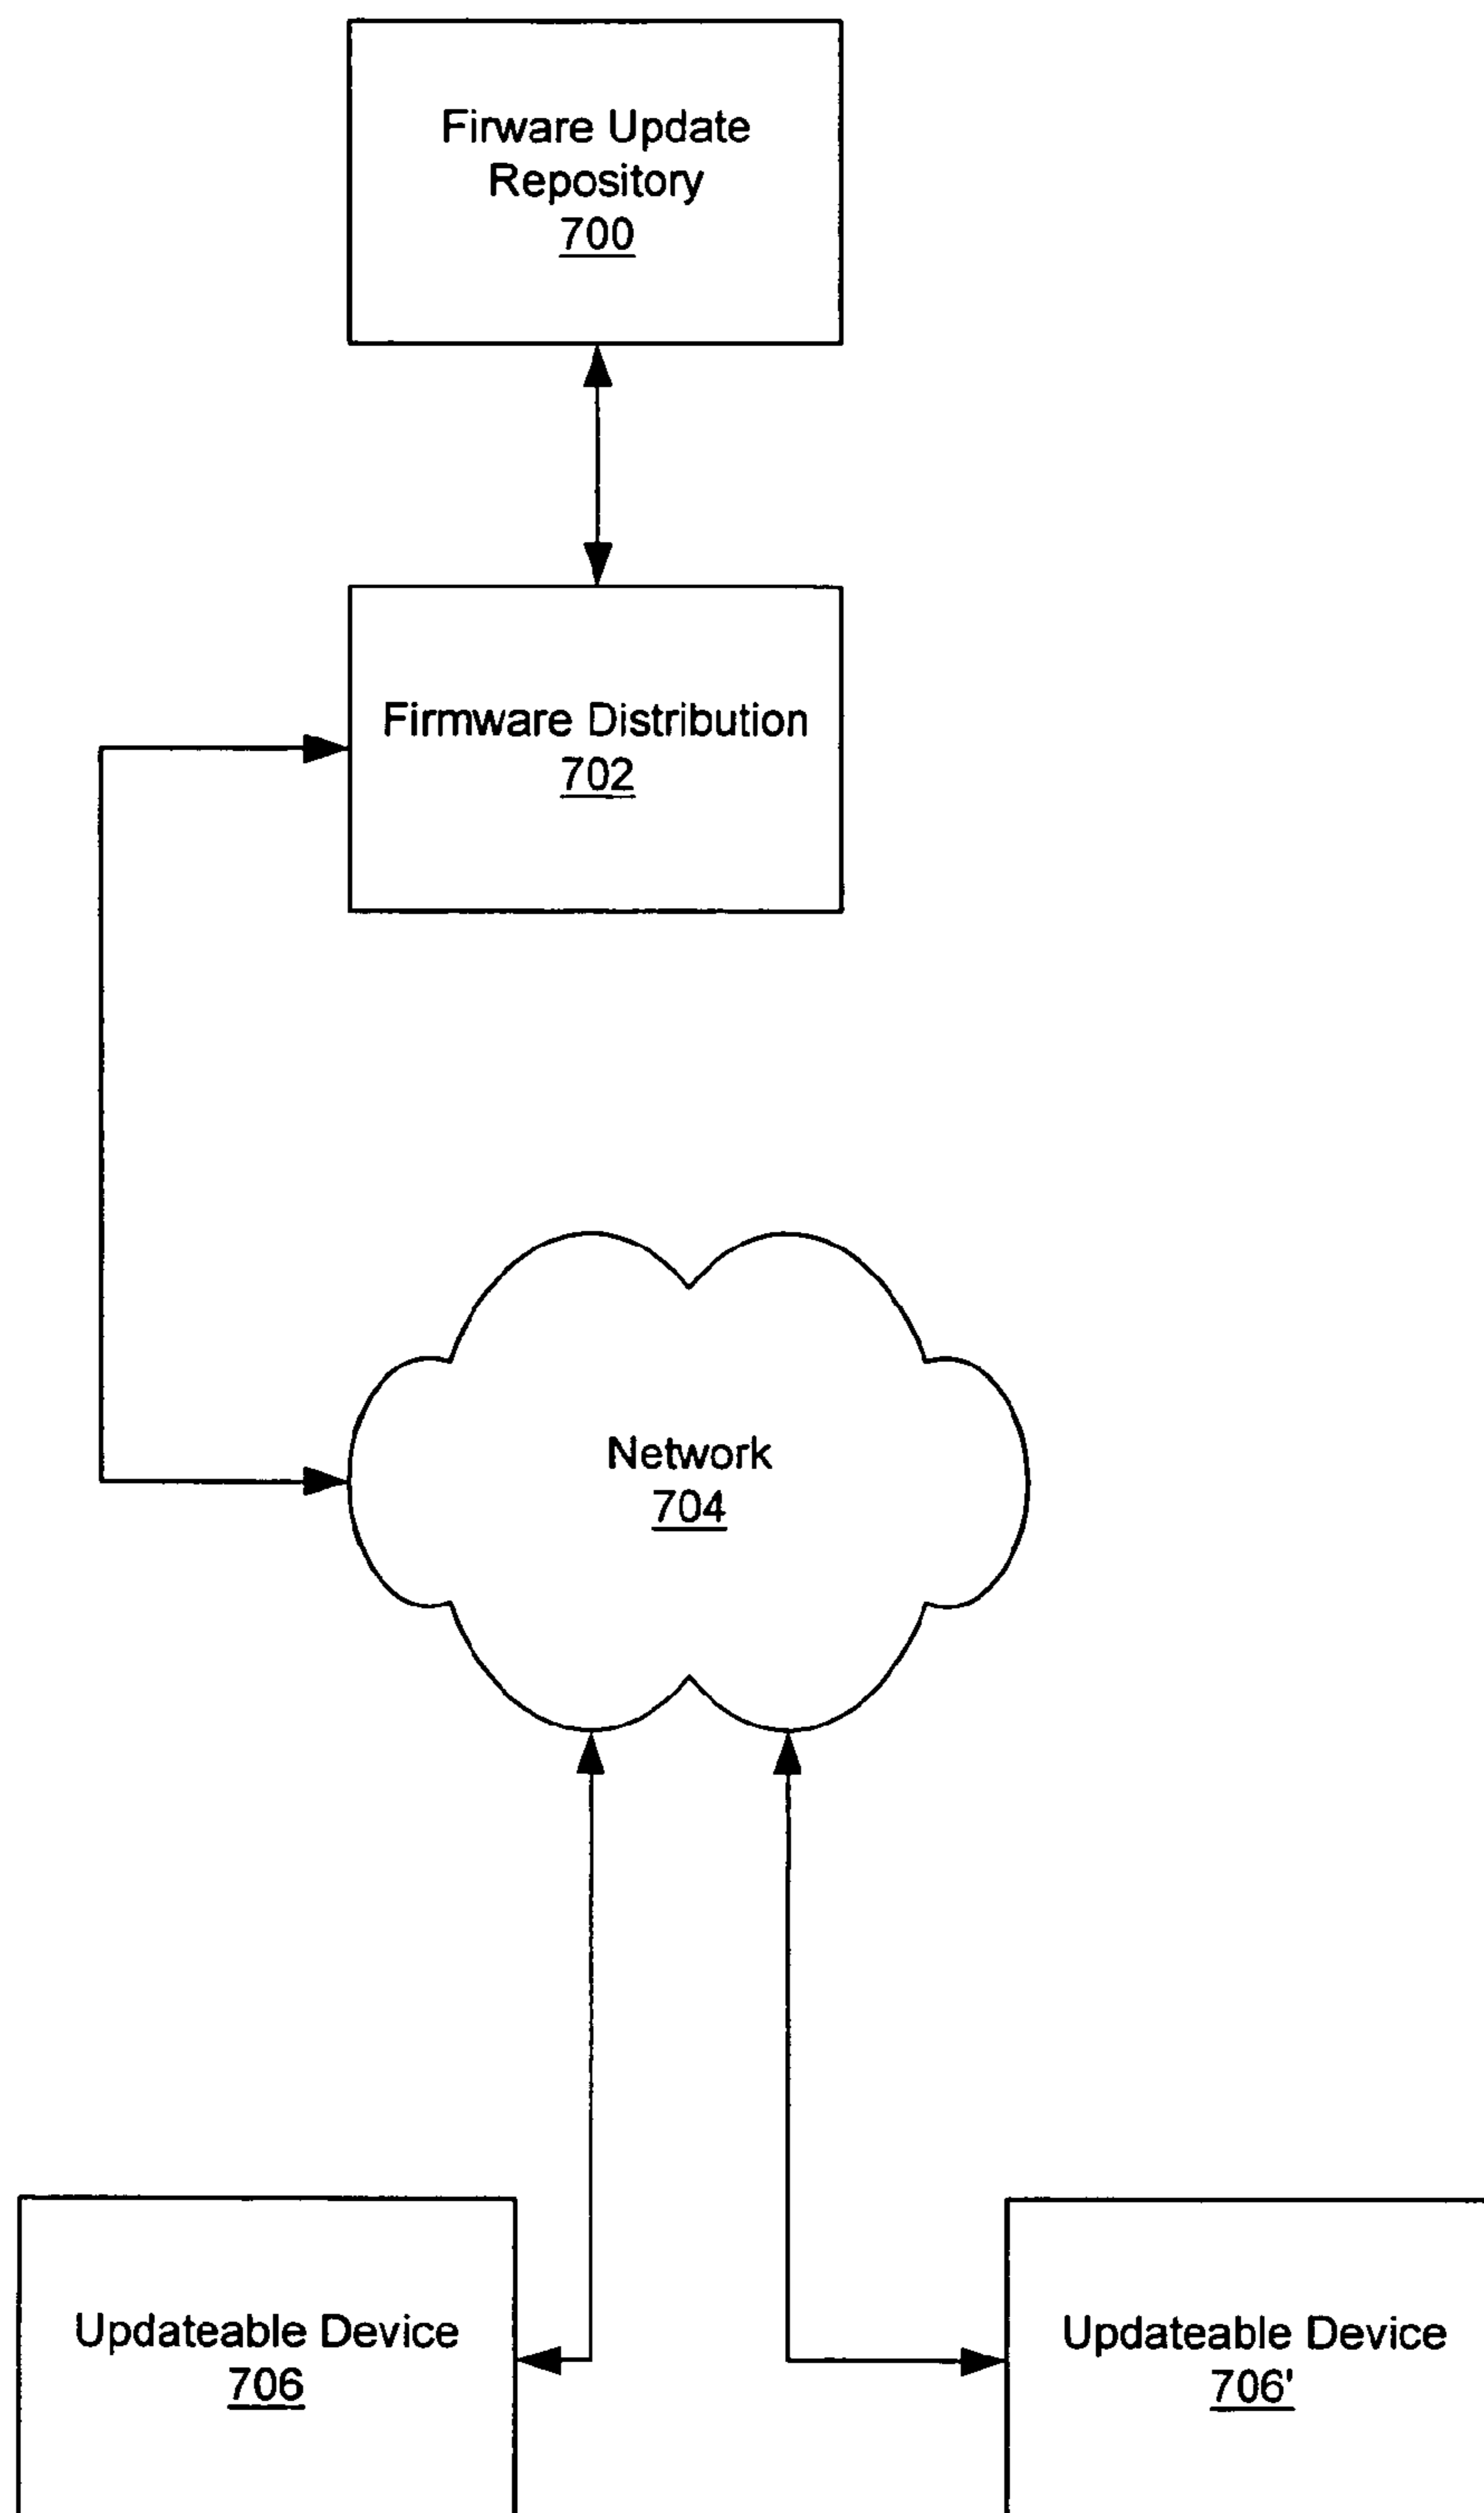 Firware Update
Repository
700
Firmware Distribution
702
Network
704
Updateable Device
706
Updateable Device
706'